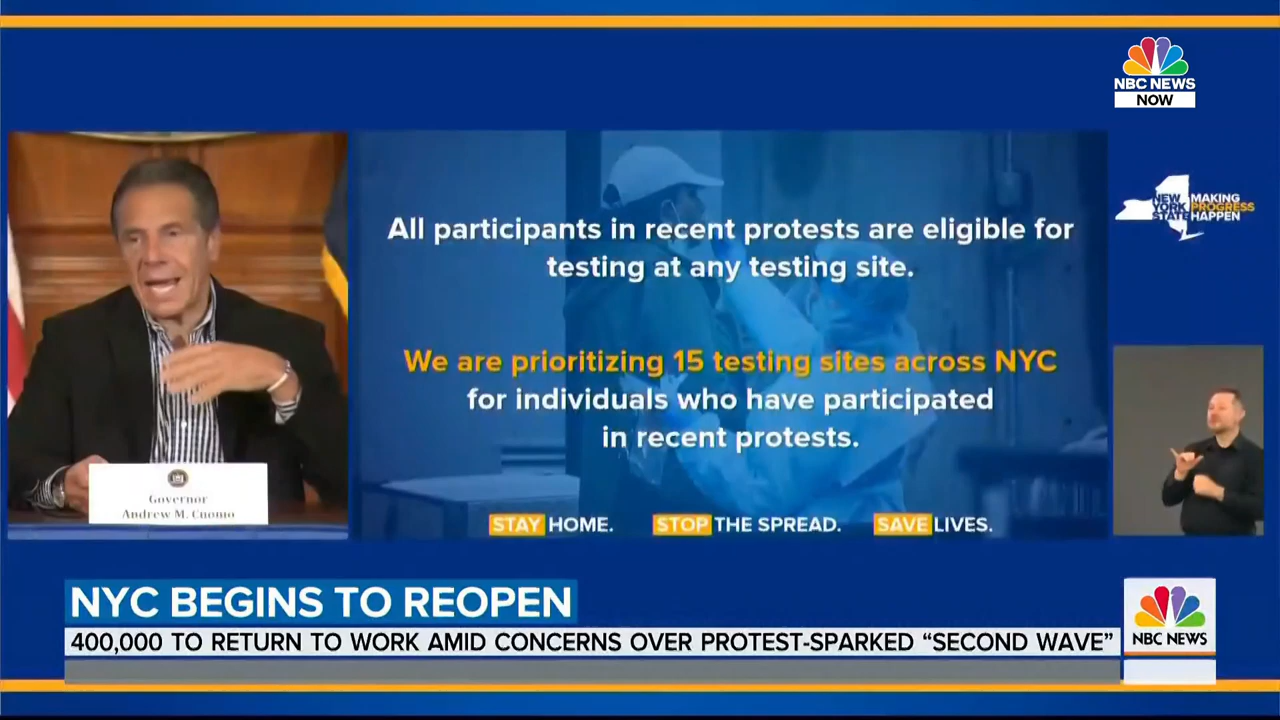 NBC NEWS
NOW
NEW
YORK
STATE
MAKING
PROGRESS
HAPPEN
All participants in recent protests are eligible for
testing at any testing site.
We are prioritizing 15 testing sites across NYC
for individuals who have participated
in recent protests.
STAY HOME. STOP THE SPREAD. SAVE LIVES.
Governor
Andrew M. Cuomo
NYC BEGINS TO REOPEN
400,000 TO RETURN TO WORK AMID CONCERNS OVER PROTEST-SPARKED “SECOND WAVE”
NBC NEWS